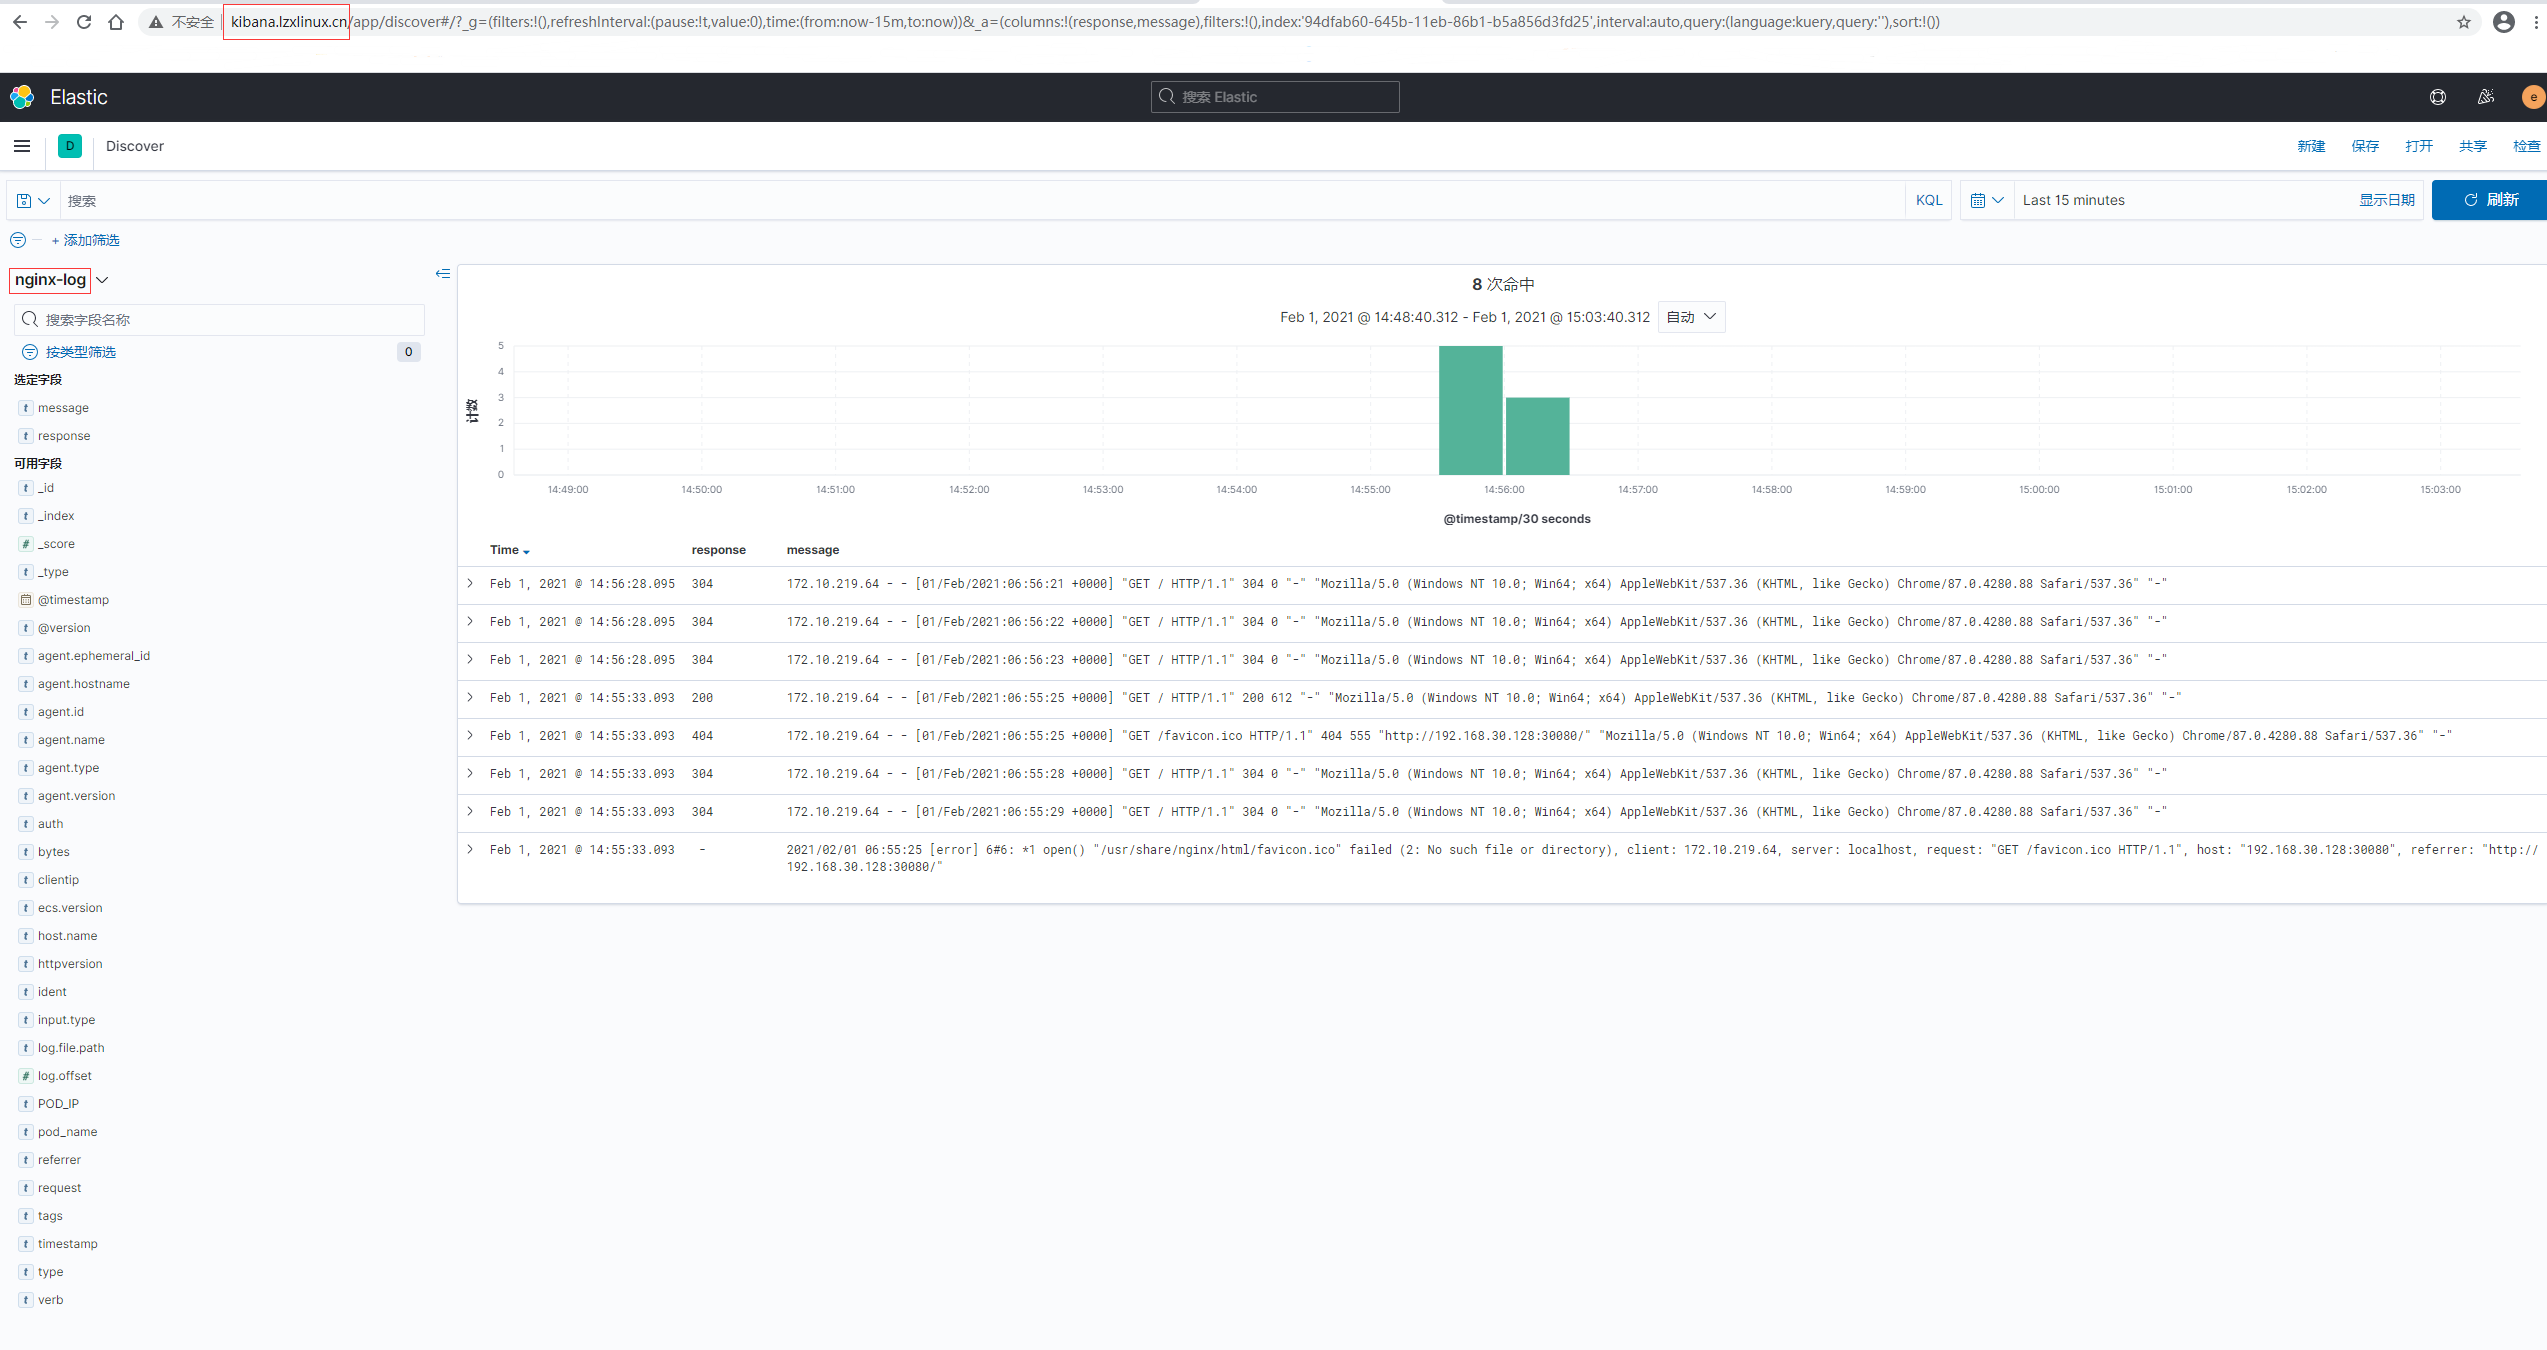 不安全 kibana.lzxlinux.cn/app/discover#/?_g=(filters:!(),refreshInterval:(pause:!t,value:0),time:(from:now-15m,to:now))&_a=(columns:!(response,message),filters:!(),index:'94dfab60-645b-11eb-86b1-b5a856d3fd25',interval:auto,query:(language:kuery,query:''),sort:!())
Elastic
搜索 Elastic
e
D
Discover
新建 保存 打开 共享 检查
搜索
KQL
Last 15 minutes
显示日期
刷新
+ 添加筛选
nginx-log
搜索字段名称
按类型筛选 0
选定字段
t message
t response
可用字段
t _id
t _index
# _score
t _type
@timestamp
t @version
t agent.ephemeral_id
t agent.hostname
t agent.id
t agent.name
t agent.type
t agent.version
t auth
t bytes
t clientip
t ecs.version
t host.name
t httpversion
t ident
t input.type
t log.file.path
# log.offset
t POD_IP
t pod_name
t referrer
t request
t tags
t timestamp
t type
t verb
8 次命中
Feb 1, 2021 @ 14:48:40.312 - Feb 1, 2021 @ 15:03:40.312 自动
计数
5
4
3
2
1
0
14:49:00 14:50:00 14:51:00 14:52:00 14:53:00 14:54:00 14:55:00 14:56:00 14:57:00 14:58:00 14:59:00 15:00:00 15:01:00 15:02:00 15:03:00
@timestamp/30 seconds
Time response message
Feb 1, 2021 @ 14:56:28.095 304 172.10.219.64 - - [01/Feb/2021:06:56:21 +0000] "GET / HTTP/1.1" 304 0 "-" "Mozilla/5.0 (Windows NT 10.0; Win64; x64) AppleWebKit/537.36 (KHTML, like Gecko) Chrome/87.0.4280.88 Safari/537.36" "-"
Feb 1, 2021 @ 14:56:28.095 304 172.10.219.64 - - [01/Feb/2021:06:56:22 +0000] "GET / HTTP/1.1" 304 0 "-" "Mozilla/5.0 (Windows NT 10.0; Win64; x64) AppleWebKit/537.36 (KHTML, like Gecko) Chrome/87.0.4280.88 Safari/537.36" "-"
Feb 1, 2021 @ 14:56:28.095 304 172.10.219.64 - - [01/Feb/2021:06:56:23 +0000] "GET / HTTP/1.1" 304 0 "-" "Mozilla/5.0 (Windows NT 10.0; Win64; x64) AppleWebKit/537.36 (KHTML, like Gecko) Chrome/87.0.4280.88 Safari/537.36" "-"
Feb 1, 2021 @ 14:55:33.093 200 172.10.219.64 - - [01/Feb/2021:06:55:25 +0000] "GET / HTTP/1.1" 200 612 "-" "Mozilla/5.0 (Windows NT 10.0; Win64; x64) AppleWebKit/537.36 (KHTML, like Gecko) Chrome/87.0.4280.88 Safari/537.36" "-"
Feb 1, 2021 @ 14:55:33.093 404 172.10.219.64 - - [01/Feb/2021:06:55:25 +0000] "GET /favicon.ico HTTP/1.1" 404 555 "http://192.168.30.128:30080/" "Mozilla/5.0 (Windows NT 10.0; Win64; x64) AppleWebKit/537.36 (KHTML, like Gecko) Chrome/87.0.4280.88 Safari/537.36" "-"
Feb 1, 2021 @ 14:55:33.093 304 172.10.219.64 - - [01/Feb/2021:06:55:28 +0000] "GET / HTTP/1.1" 304 0 "-" "Mozilla/5.0 (Windows NT 10.0; Win64; x64) AppleWebKit/537.36 (KHTML, like Gecko) Chrome/87.0.4280.88 Safari/537.36" "-"
Feb 1, 2021 @ 14:55:33.093 304 172.10.219.64 - - [01/Feb/2021:06:55:29 +0000] "GET / HTTP/1.1" 304 0 "-" "Mozilla/5.0 (Windows NT 10.0; Win64; x64) AppleWebKit/537.36 (KHTML, like Gecko) Chrome/87.0.4280.88 Safari/537.36" "-"
Feb 1, 2021 @ 14:55:33.093 - 2021/02/01 06:55:25 [error] 6#6: *1 open() "/usr/share/nginx/html/favicon.ico" failed (2: No such file or directory), client: 172.10.219.64, server: localhost, request: "GET /favicon.ico HTTP/1.1", host: "192.168.30.128:30080", referrer: "http://
192.168.30.128:30080/"